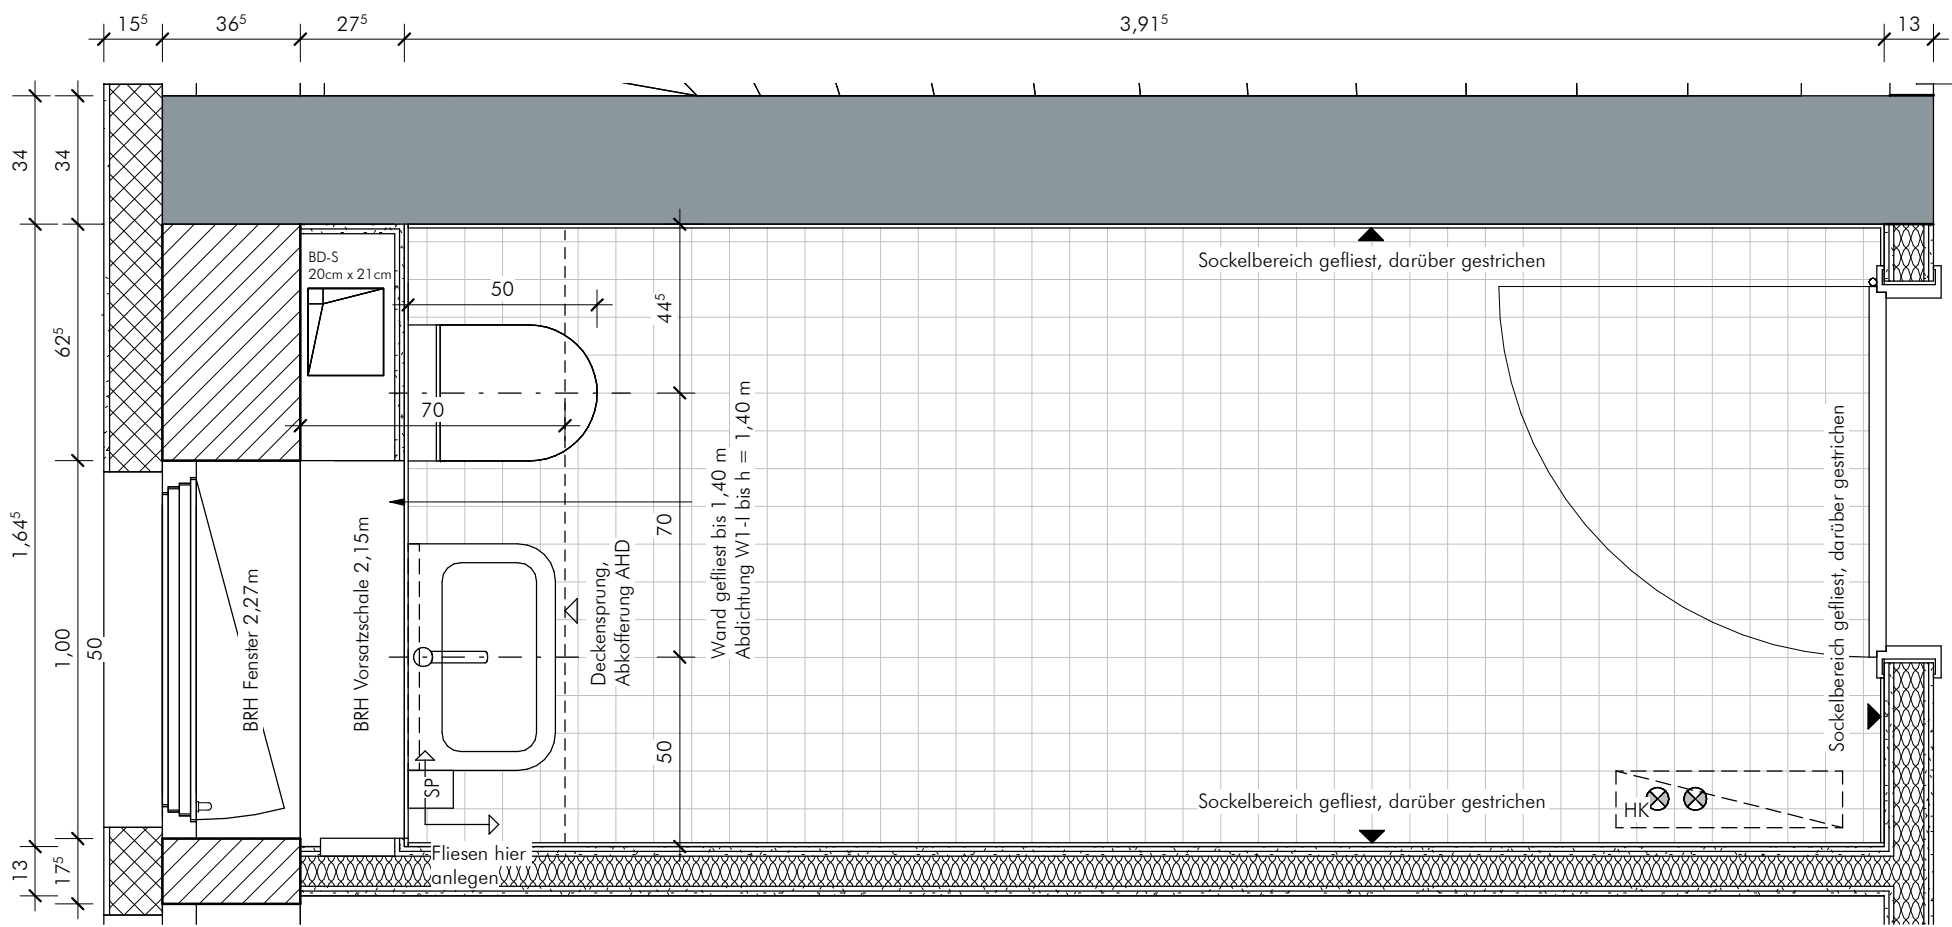 15⁵
36⁵
27⁵
3,91⁵
13
34
34
BD-S
20cm x 21cm
Sockelbereich gefliest, darüber gestrichen
50
44⁵
62⁵
70
1,64⁵
BRH Fenster 2,27m
BRH Vorsatzschale 2,15m
70
Deckensprung,
Abkofferung AHD
Wand gefliest bis 1,40 m
Abdichtung W1-I bis h = 1,40 m
Sockelbereich gefliest, darüber gestrichen
1,00
50
50
SP
Sockelbereich gefliest, darüber gestrichen
HK
Fliesen hier
anlegen
13
17⁵